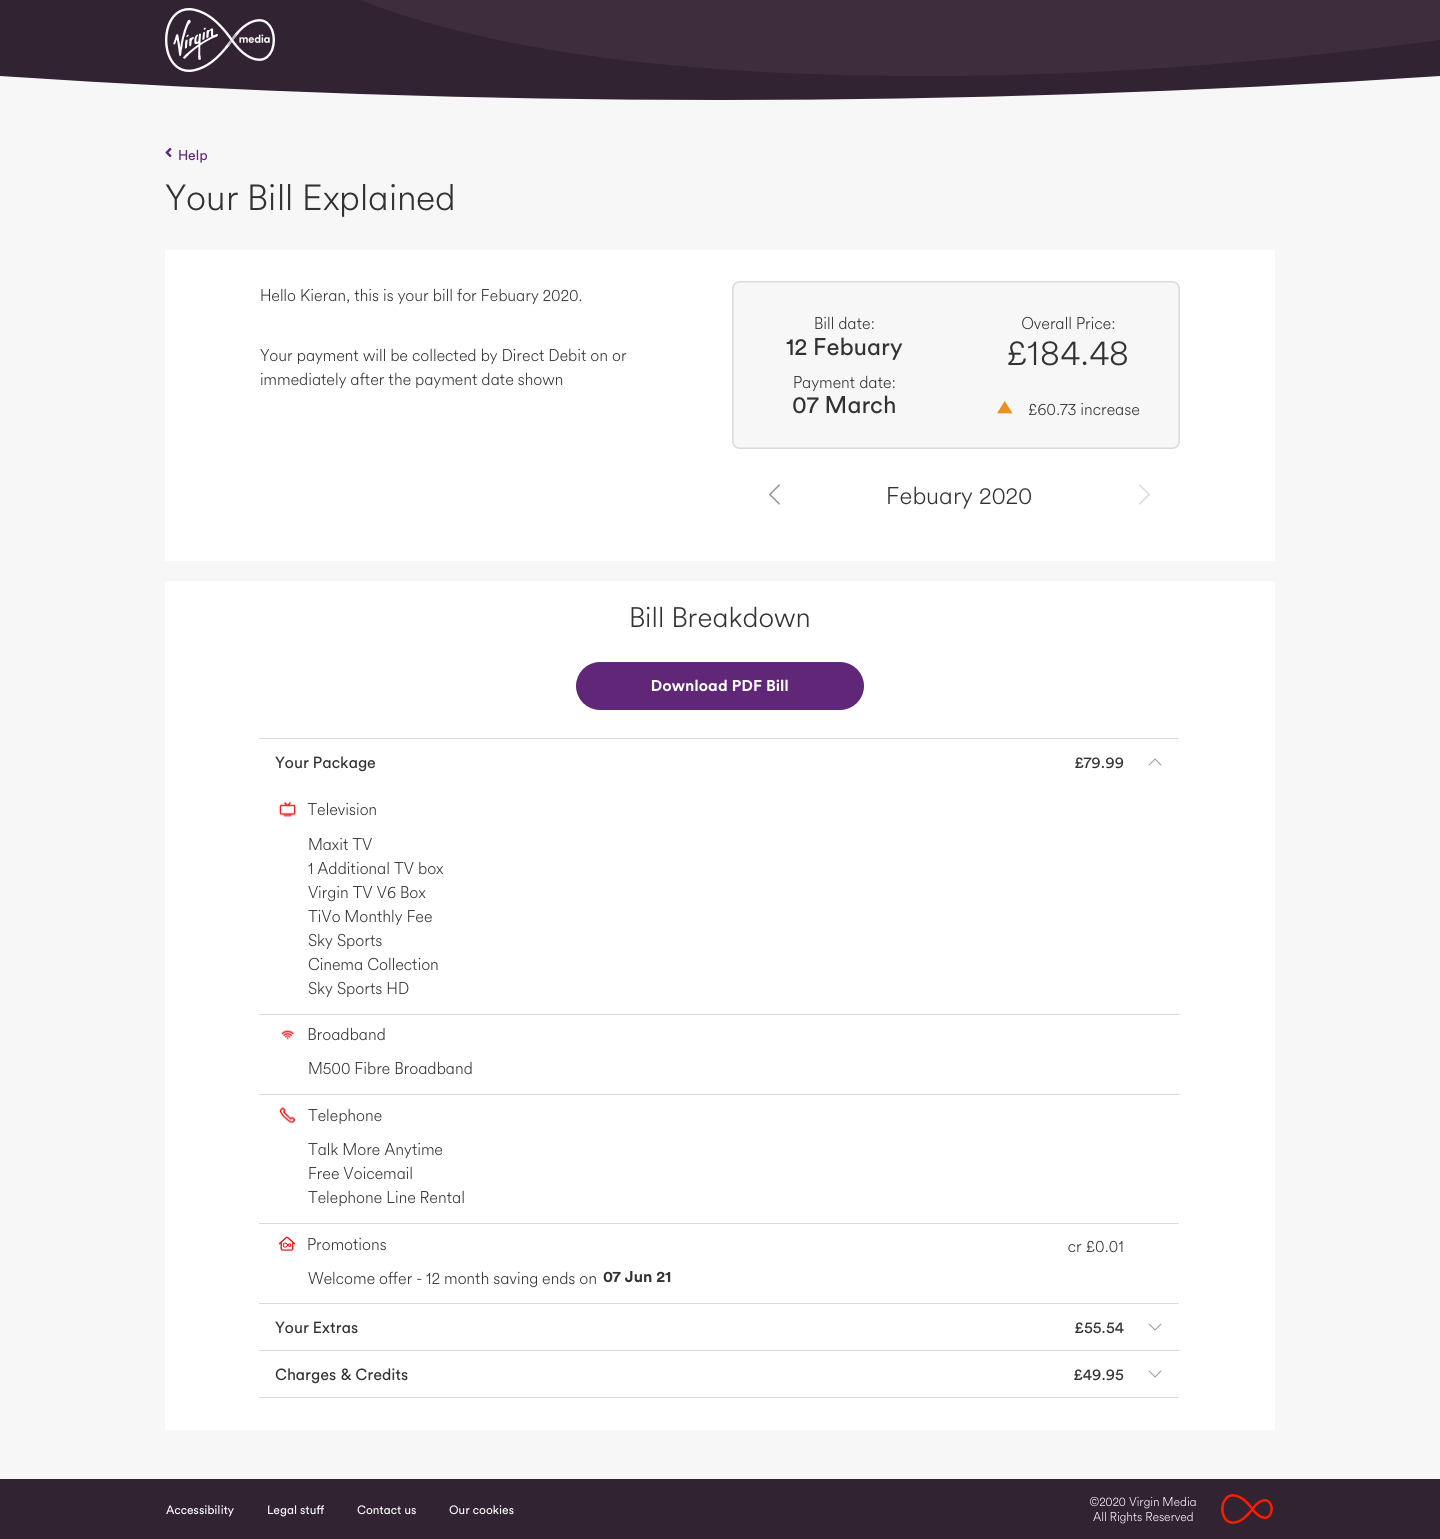 Virgin media
Help
Your Bill Explained
Hello Kieran, this is your bill for Febuary 2020.
Your payment will be collected by Direct Debit on or
immediately after the payment date shown
Bill date:
12 Febuary
Payment date:
07 March
Overall Price:
£184.48
£60.73 increase
Febuary 2020
Bill Breakdown
Download PDF Bill
Your Package £79.99
Television
Maxit TV
1 Additional TV box
Virgin TV V6 Box
TiVo Monthly Fee
Sky Sports
Cinema Collection
Sky Sports HD
Broadband
M500 Fibre Broadband
Telephone
Talk More Anytime
Free Voicemail
Telephone Line Rental
Promotions cr £0.01
Welcome offer - 12 month saving ends on 07 Jun 21
Your Extras £55.54
Charges & Credits £49.95
Accessibility Legal stuff Contact us Our cookies
©2020 Virgin Media
All Rights Reserved